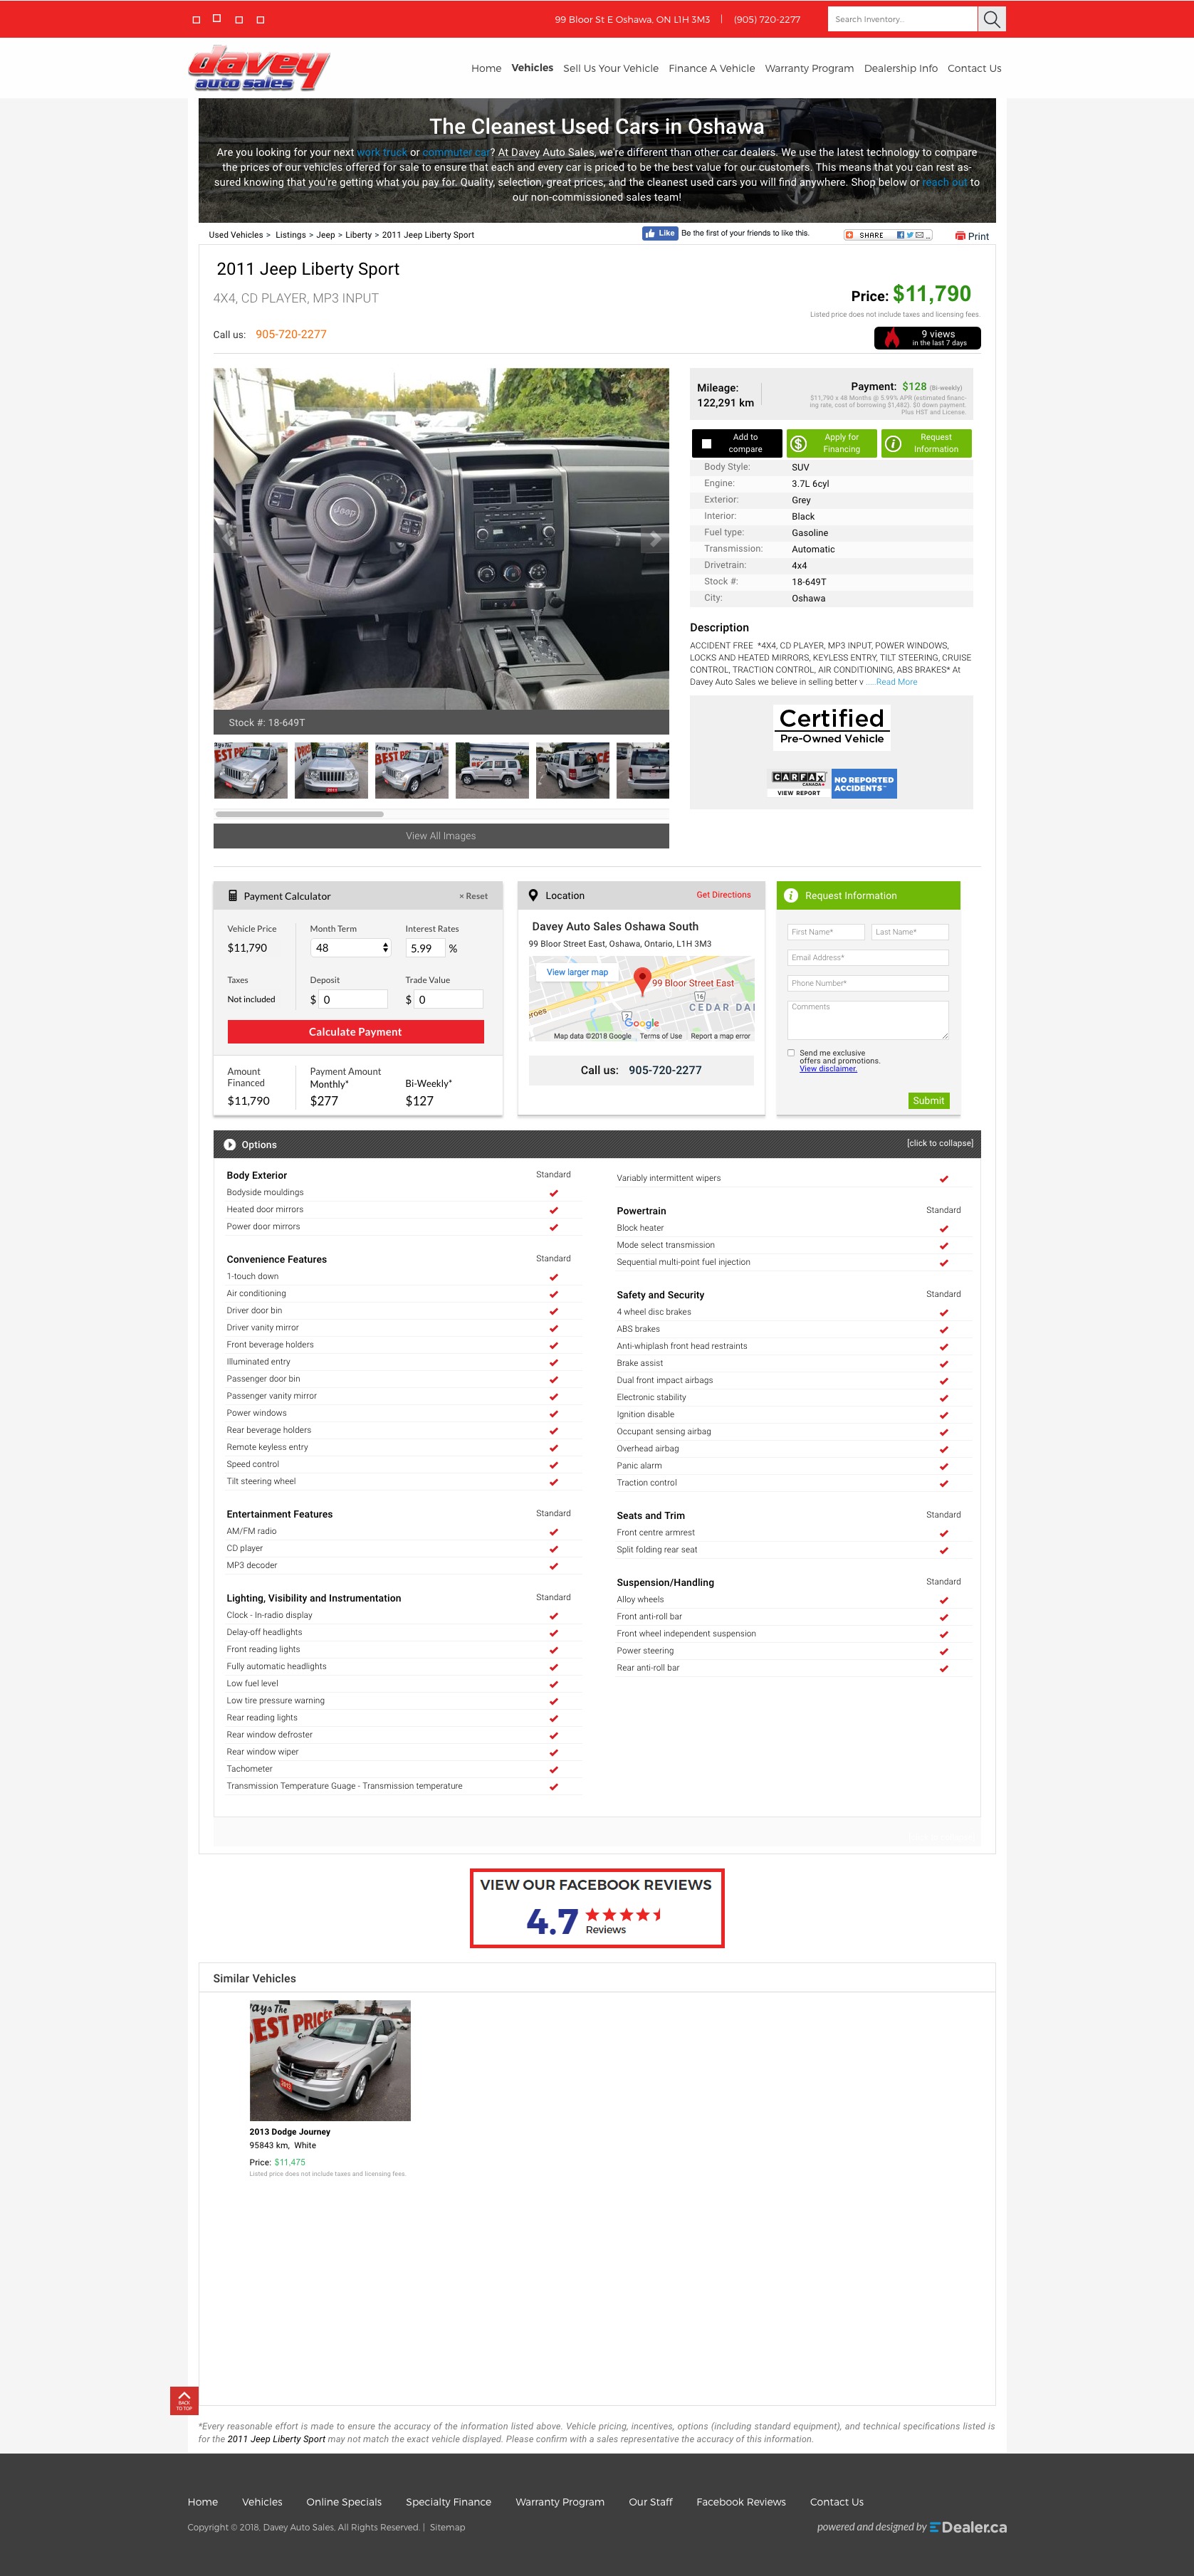 99 Bloor St E Oshawa, ON L1H 3M3 | (905) 720-2277
Search Inventory...
davey
auto sales
Home Vehicles Sell Us Your Vehicle Finance A Vehicle Warranty Program Dealership Info Contact Us
The Cleanest Used Cars in Oshawa
Are you looking for your next work truck or commuter car? At Davey Auto Sales, we're different than other car dealers. We use the latest technology to compare
the prices of our vehicles offered for sale to ensure that each and every car is priced to be the best value for our customers. This means that you can rest as-
sured knowing that you're getting what you pay for. Quality, selection, great prices, and the cleanest used cars you will find anywhere. Shop below or reach out to
our non-commissioned sales team!
Used Vehicles > Listings > Jeep > Liberty > 2011 Jeep Liberty Sport
Like Be the first of your friends to like this.
SHARE
Print
2011 Jeep Liberty Sport
4X4, CD PLAYER, MP3 INPUT
Price: $11,790
Listed price does not include taxes and licensing fees.
Call us: 905-720-2277
9 views
in the last 7 days
Jeep
Stock #: 18-649T
View All Images
Mileage:
122,291 km
Payment: $128 (Bi-weekly)
$11,790 x 48 Months @ 5.99% APR (estimated financ-
ing rate, cost of borrowing $1,482). $0 down payment.
Plus HST and License.
Add to
compare
Apply for
Financing
Request
Information
Body Style: SUV
Engine: 3.7L 6cyl
Exterior: Grey
Interior: Black
Fuel type: Gasoline
Transmission: Automatic
Drivetrain: 4x4
Stock #: 18-649T
City: Oshawa
Description
ACCIDENT FREE *4X4, CD PLAYER, MP3 INPUT, POWER WINDOWS,
LOCKS AND HEATED MIRRORS, KEYLESS ENTRY, TILT STEERING, CRUISE
CONTROL, TRACTION CONTROL, AIR CONDITIONING, ABS BRAKES* At
Davey Auto Sales we believe in selling better v .....Read More
Certified
Pre-Owned Vehicle
CARFAX
CANADA
VIEW REPORT
NO REPORTED
ACCIDENTS™
Payment Calculator × Reset
Vehicle Price Month Term Interest Rates
$11,790 48 5.99 %
Taxes Deposit Trade Value
Not included $ 0 $ 0
Calculate Payment
Amount
Financed
$11,790
Payment Amount
Monthly*
$277
Bi-Weekly*
$127
Location Get Directions
Davey Auto Sales Oshawa South
99 Bloor Street East, Oshawa, Ontario, L1H 3M3
View larger map
99 Bloor Street East
16
CEDAR DA
roes
7
Google
Map data ©2018 Google Terms of Use Report a map error
Call us: 905-720-2277
Request Information
First Name* Last Name*
Email Address*
Phone Number*
Comments
Send me exclusive
offers and promotions.
View disclaimer.
Submit
Options [click to collapse]
Body Exterior Standard
Bodyside mouldings
Heated door mirrors
Power door mirrors
Convenience Features Standard
1-touch down
Air conditioning
Driver door bin
Driver vanity mirror
Front beverage holders
Illuminated entry
Passenger door bin
Passenger vanity mirror
Power windows
Rear beverage holders
Remote keyless entry
Speed control
Tilt steering wheel
Entertainment Features Standard
AM/FM radio
CD player
MP3 decoder
Lighting, Visibility and Instrumentation Standard
Clock - In-radio display
Delay-off headlights
Front reading lights
Fully automatic headlights
Low fuel level
Low tire pressure warning
Rear reading lights
Rear window defroster
Rear window wiper
Tachometer
Transmission Temperature Guage - Transmission temperature
Variably intermittent wipers
Powertrain Standard
Block heater
Mode select transmission
Sequential multi-point fuel injection
Safety and Security Standard
4 wheel disc brakes
ABS brakes
Anti-whiplash front head restraints
Brake assist
Dual front impact airbags
Electronic stability
Ignition disable
Occupant sensing airbag
Overhead airbag
Panic alarm
Traction control
Seats and Trim Standard
Front centre armrest
Split folding rear seat
Suspension/Handling Standard
Alloy wheels
Front anti-roll bar
Front wheel independent suspension
Power steering
Rear anti-roll bar
VIEW OUR FACEBOOK REVIEWS
4.7
Reviews
Similar Vehicles
ays The
EST PRICES
2013
2013 Dodge Journey
95843 km, White
Price: $11,475
Listed price does not include taxes and licensing fees.
BACK
TO TOP
*Every reasonable effort is made to ensure the accuracy of the information listed above. Vehicle pricing, incentives, options (including standard equipment), and technical specifications listed is
for the 2011 Jeep Liberty Sport may not match the exact vehicle displayed. Please confirm with a sales representative the accuracy of this information.
Home Vehicles Online Specials Specialty Finance Warranty Program Our Staff Facebook Reviews Contact Us
Copyright © 2018, Davey Auto Sales, All Rights Reserved. | Sitemap
powered and designed by EDealer.ca